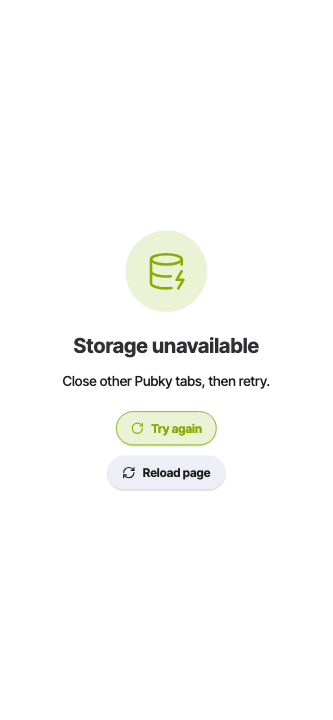 Storage unavailable
Close other Pubky tabs, then retry.
Try again
Reload page